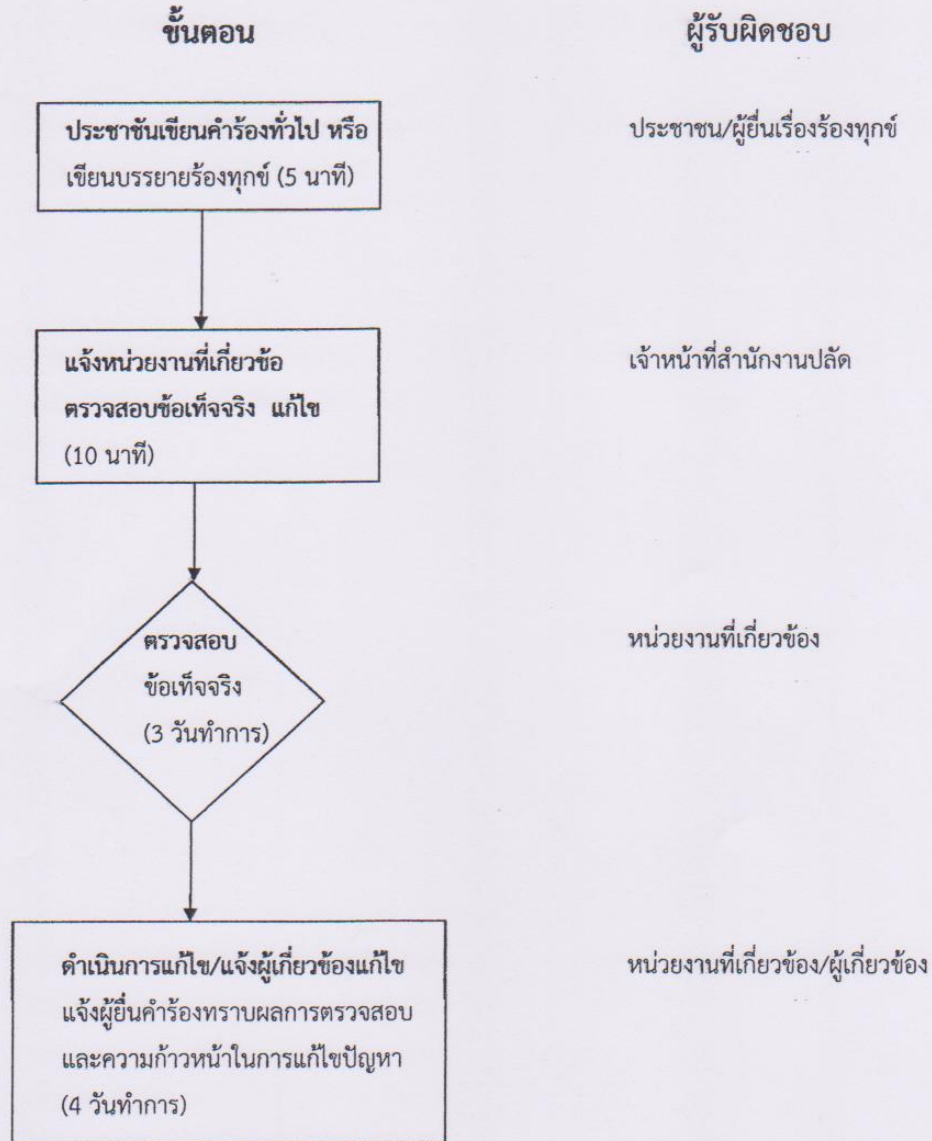 ขั้นตอน
ผู้รับผิดชอบ
ประชาชันเขียนคำร้องทั่วไป หรือ
เขียนบรรยายร้องทุกข์ (5 นาที)
ประชาชน/ผู้ยื่นเรื่องร้องทุกข์
แจ้งหน่วยงานที่เกี่ยวข้อ
ตรวจสอบข้อเท็จจริง แก้ไข
(10 นาที)
เจ้าหน้าที่สำนักงานปลัด
ตรวจสอบ
ข้อเท็จจริง
(3 วันทำการ)
หน่วยงานที่เกี่ยวข้อง
ดำเนินการแก้ไข/แจ้งผู้เกี่ยวข้องแก้ไข
แจ้งผู้ยื่นคำร้องทราบผลการตรวจสอบ
และความก้าวหน้าในการแก้ไขปัญหา
(4 วันทำการ)
หน่วยงานที่เกี่ยวข้อง/ผู้เกี่ยวข้อง